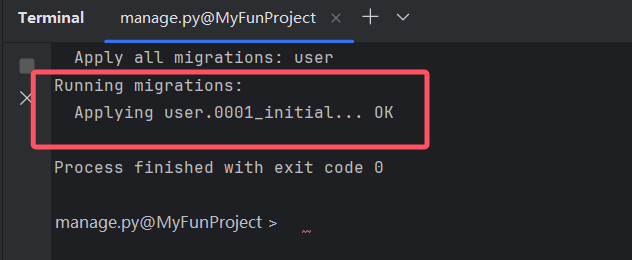 Terminal manage.py@MyFunProject
Apply all migrations: user
Running migrations:
Applying user.0001_initial... OK
Process finished with exit code 0
manage.py@MyFunProject >